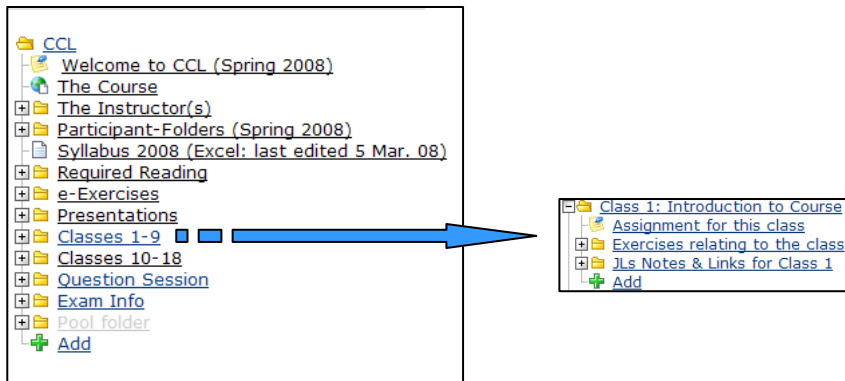 CCL
Welcome to CCL (Spring 2008)
The Course
The Instructor(s)
Participant-Folders (Spring 2008)
Syllabus 2008 (Excel: last edited 5 Mar. 08)
Required Reading
e-Exercises
Presentations
Classes 1-9
Classes 10-18
Question Session
Exam Info
Pool folder
Add
Class 1: Introduction to Course
Assignment for this class
Exercises relating to the class
JLs Notes & Links for Class 1
Add